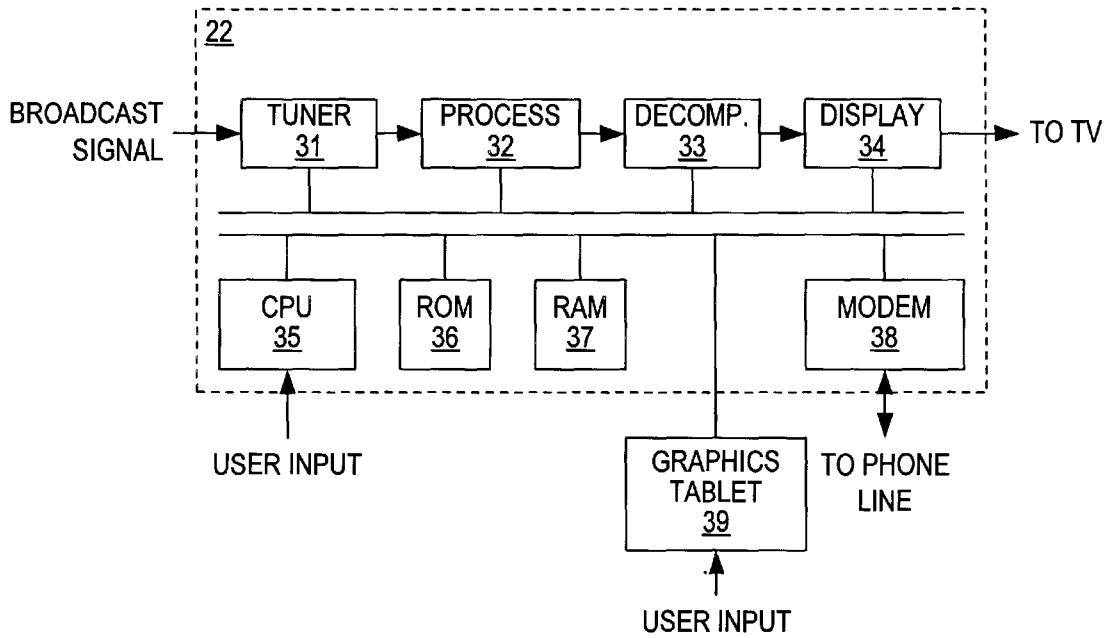 22
BROADCAST
SIGNAL
TUNER
31
PROCESS
32
DECOMP.
33
DISPLAY
34
TO TV
CPU
35
ROM
36
RAM
37
MODEM
38
USER INPUT
GRAPHICS
TABLET
39
TO PHONE
LINE
USER INPUT